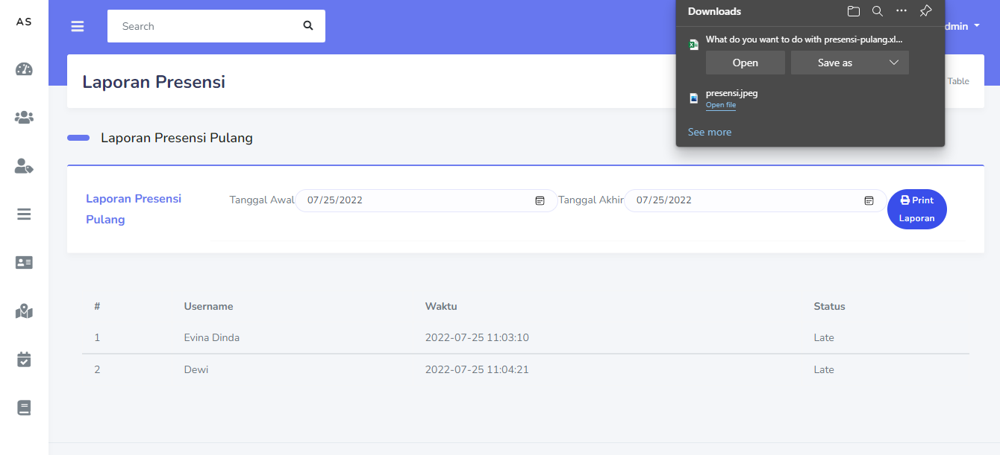 AS
Search
Downloads
dmin
What do you want to do with presensi-pulang.xl...
Open
Save as
presensi.jpeg
Open file
See more
Laporan Presensi
Table
Laporan Presensi Pulang
Laporan Presensi
Pulang
Tanggal Awal 07/25/2022 Tanggal Akhir 07/25/2022
Print
Laporan
# Username Waktu Status
1 Evina Dinda 2022-07-25 11:03:10 Late
2 Dewi 2022-07-25 11:04:21 Late